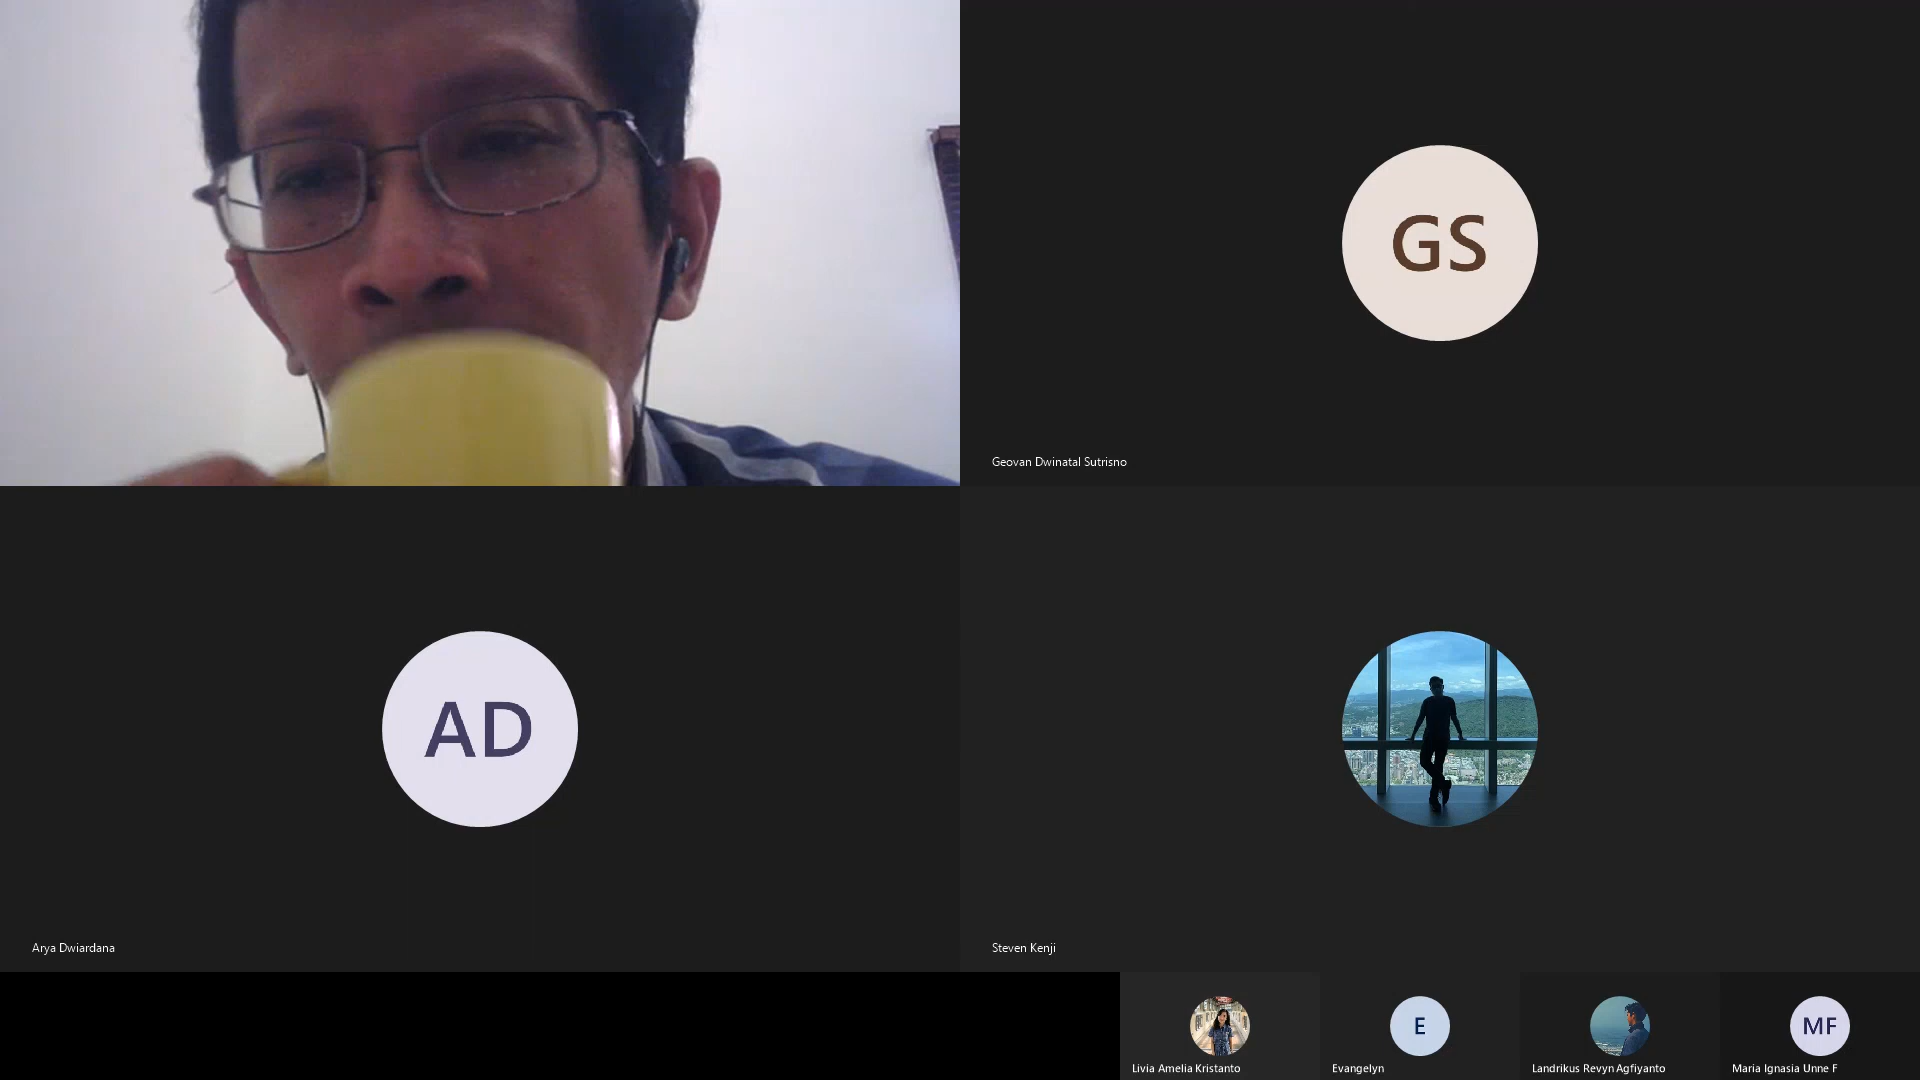 GS
Geovan Dwinatal Sutrisno
AD
Arya Dwiardana
Steven Kenji
E
MF
Livia Amelia Kristanto
Evangelyn
Landrikus Revyn Agfiyanto
Maria Ignasia Unne F